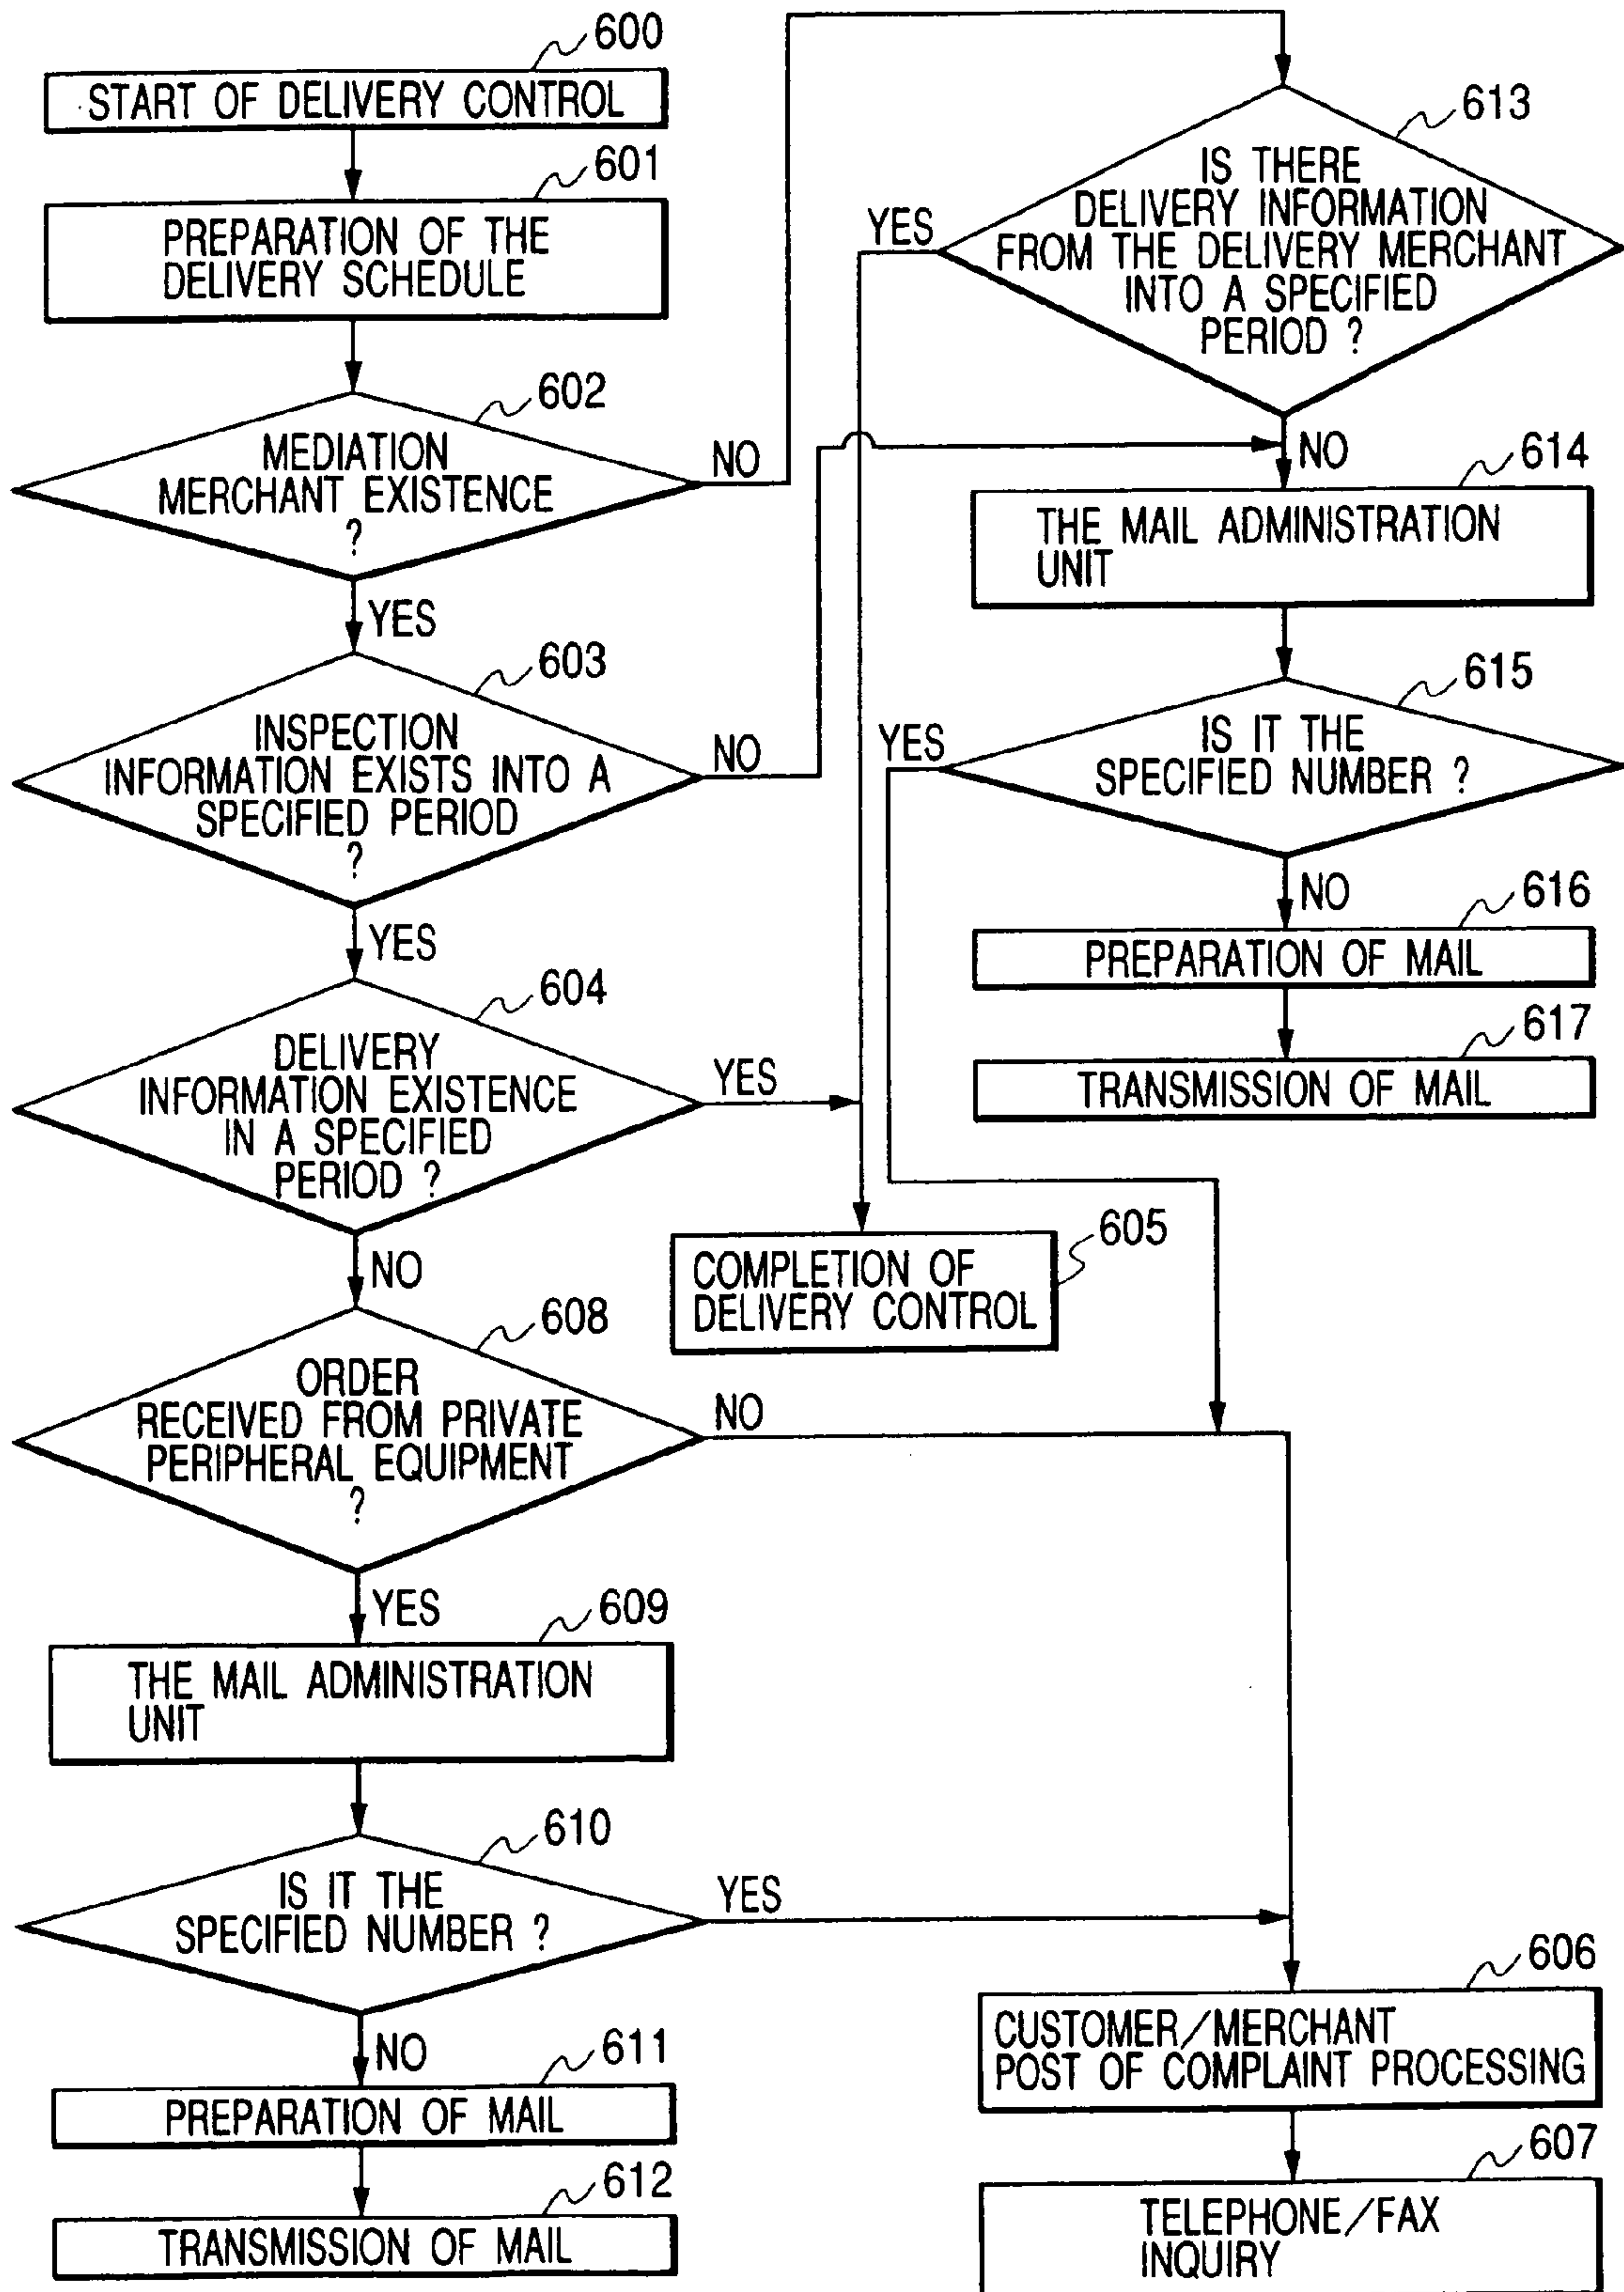 600
START OF DELIVERY CONTROL
601
PREPARATION OF THE
DELIVERY SCHEDULE
602
MEDIATION
MERCHANT EXISTENCE
?
NO
YES
603
INSPECTION
INFORMATION EXISTS INTO A
SPECIFIED PERIOD
?
NO
YES
604
DELIVERY
INFORMATION EXISTENCE
IN A SPECIFIED
PERIOD ?
YES
NO
605
COMPLETION OF
DELIVERY CONTROL
608
ORDER
RECEIVED FROM PRIVATE
PERIPHERAL EQUIPMENT
?
NO
YES
609
THE MAIL ADMINISTRATION
UNIT
610
IS IT THE
SPECIFIED NUMBER ?
YES
NO
611
PREPARATION OF MAIL
612
TRANSMISSION OF MAIL
613
IS THERE
DELIVERY INFORMATION
FROM THE DELIVERY MERCHANT
INTO A SPECIFIED
PERIOD ?
YES
NO
614
THE MAIL ADMINISTRATION
UNIT
615
IS IT THE
SPECIFIED NUMBER ?
YES
NO
616
PREPARATION OF MAIL
617
TRANSMISSION OF MAIL
606
CUSTOMER/MERCHANT
POST OF COMPLAINT PROCESSING
607
TELEPHONE/FAX
INQUIRY